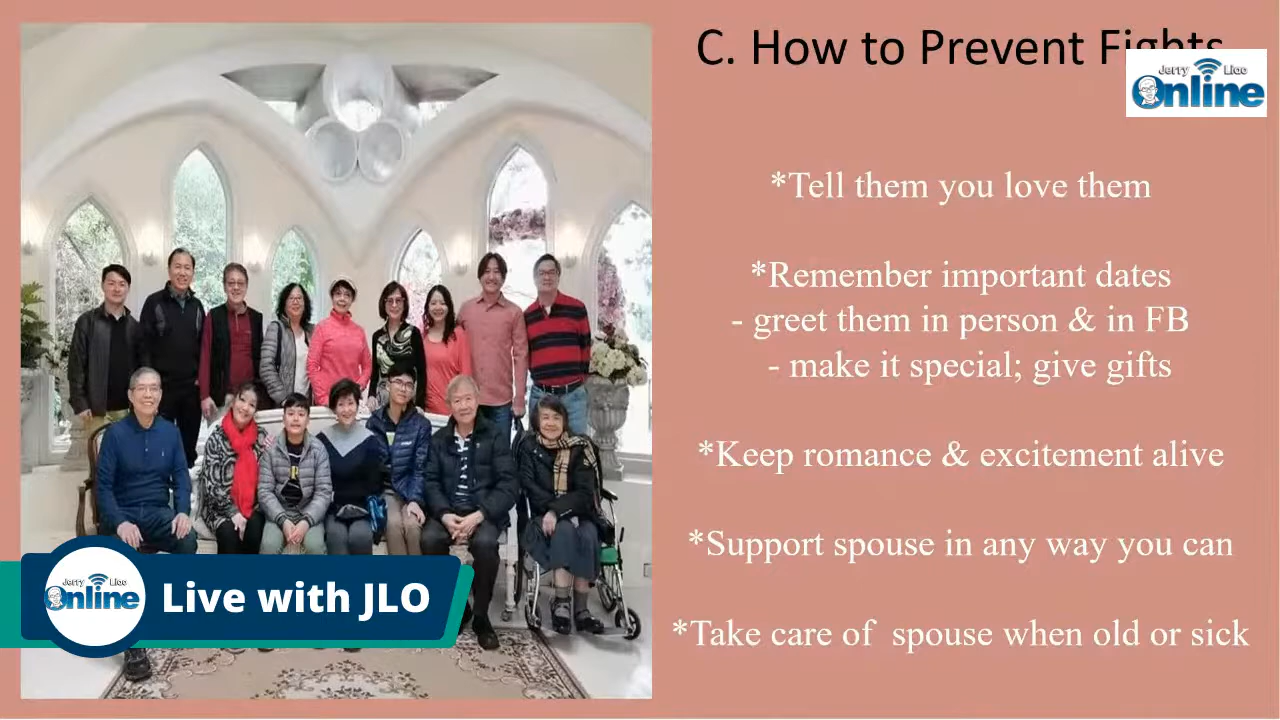 C. How to Prevent Fights
Jerry Liao
Online
*Tell them you love them
*Remember important dates
- greet them in person & in FB
- make it special; give gifts
*Keep romance & excitement alive
*Support spouse in any way you can
*Take care of spouse when old or sick
Jerry Liao
Online
Live with JLO